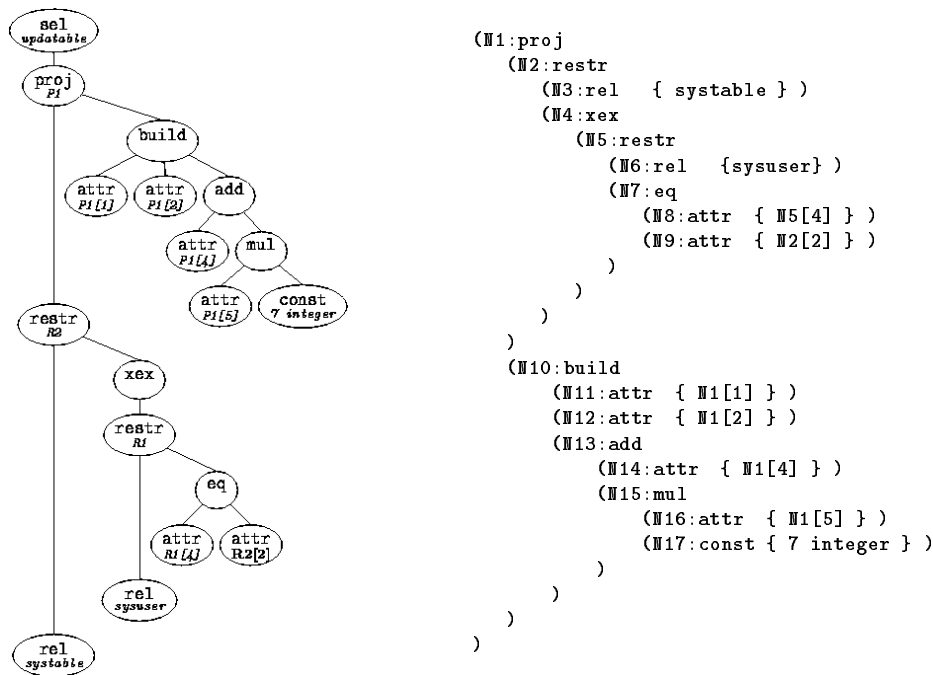 sel
updatable
proj
P1
build
attr
P1[1]
attr
P1[2]
add
attr
P1[4]
mul
attr
P1[5]
const
7 integer
restr
R2
xex
restr
R1
eq
attr
R1[4]
attr
R2[2]
rel
sysuser
rel
systable
(N1:proj
(N2:restr
(N3:rel { systable } )
(N4:xex
(N5:restr
(N6:rel {sysuser} )
(N7:eq
(N8:attr { N5[4] } )
(N9:attr { N2[2] } )
)
)
)
)
(N10:build
(N11:attr { N1[1] } )
(N12:attr { N1[2] } )
(N13:add
(N14:attr { N1[4] } )
(N15:mul
(N16:attr { N1[5] } )
(N17:const { 7 integer } )
)
)
)
)